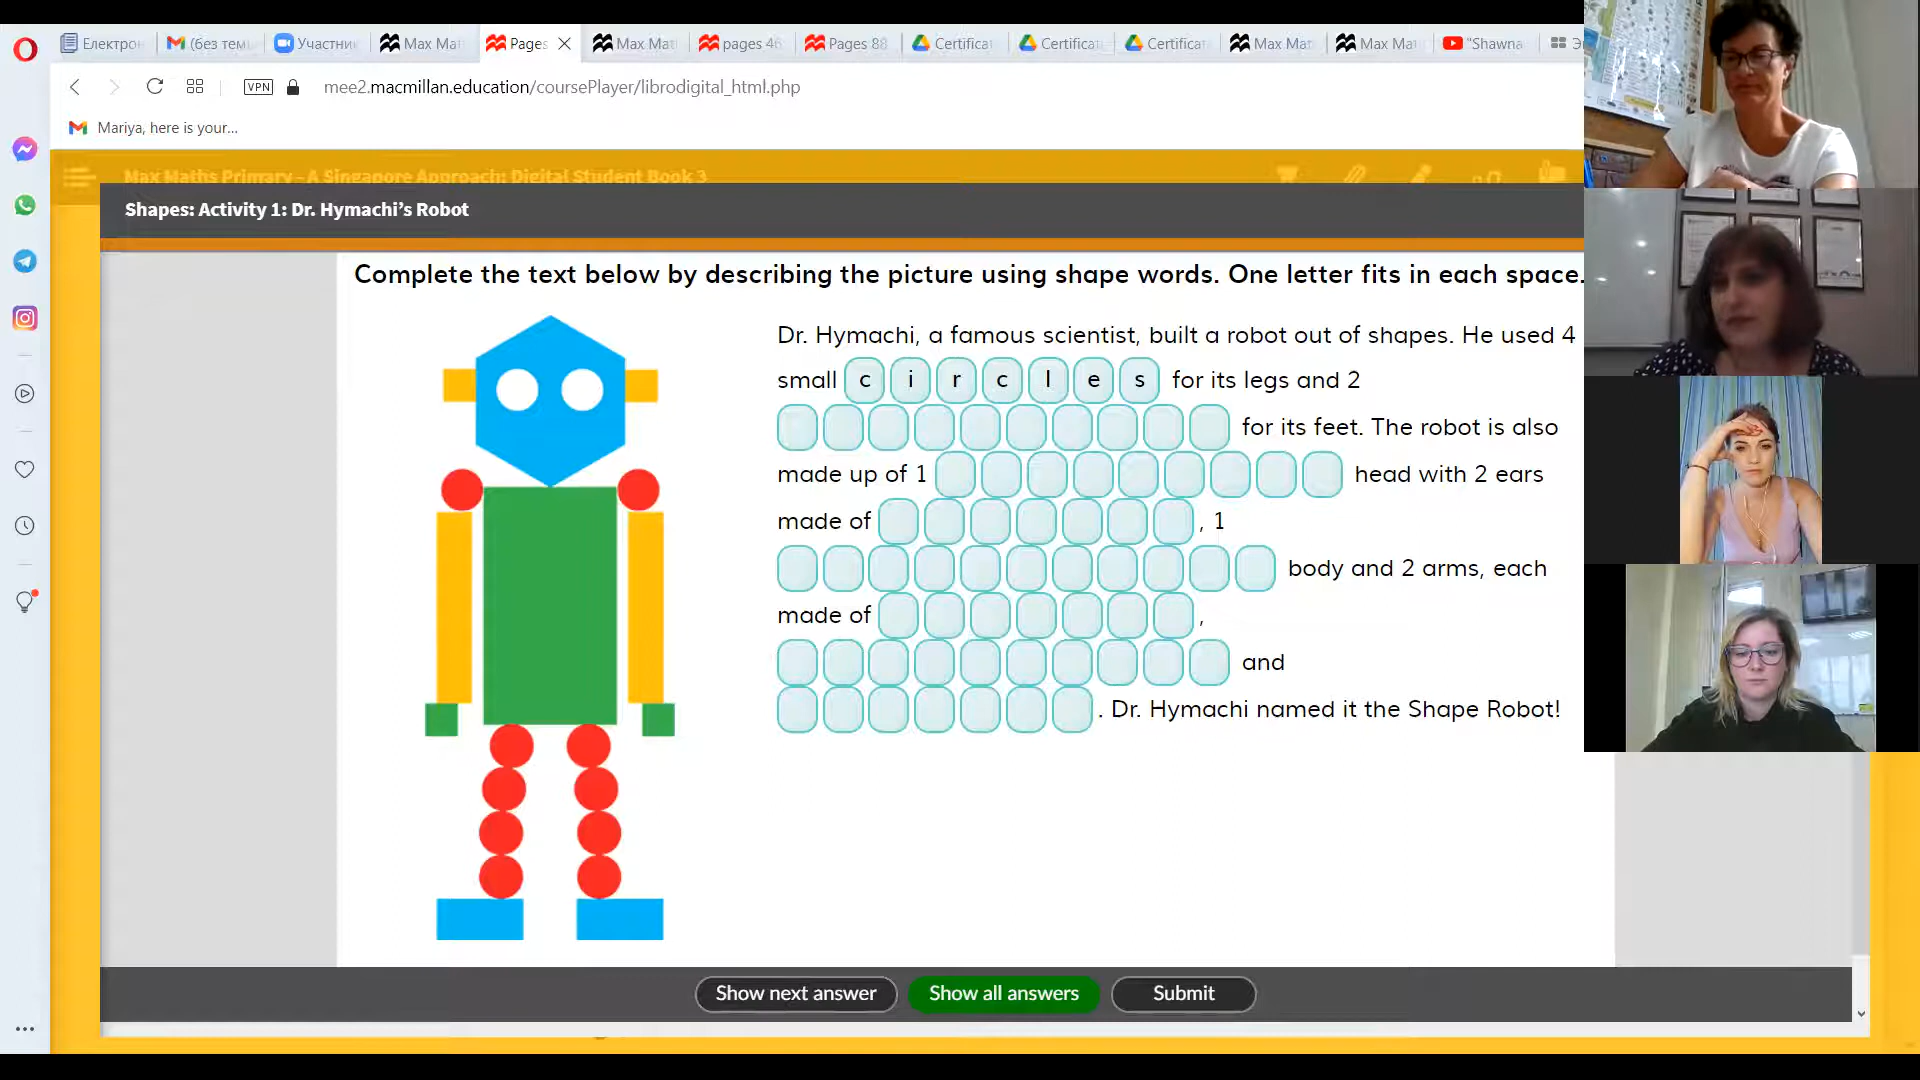 Електрон
(без тем
Участник
Max Mat
Pages
Max Mat
pages 46
Pages 88
Certificat
Certificat
Certificat
Max Mat
Max Mat
"Shawna
VPN
mee2.macmillan.education/coursePlayer/librodigital_html.php
Mariya, here is your...
Max Maths Primary - A Singapore Approach: Digital Student Book 3
Shapes: Activity 1: Dr. Hymachi's Robot
Complete the text below by describing the picture using shape words. One letter fits in each space.
Dr. Hymachi, a famous scientist, built a robot out of shapes. He used 4
small c i r c l e s for its legs and 2
for its feet. The robot is also
made up of 1 head with 2 ears
made of , 1
body and 2 arms, each
made of ,
and
. Dr. Hymachi named it the Shape Robot!
Show next answer
Show all answers
Submit